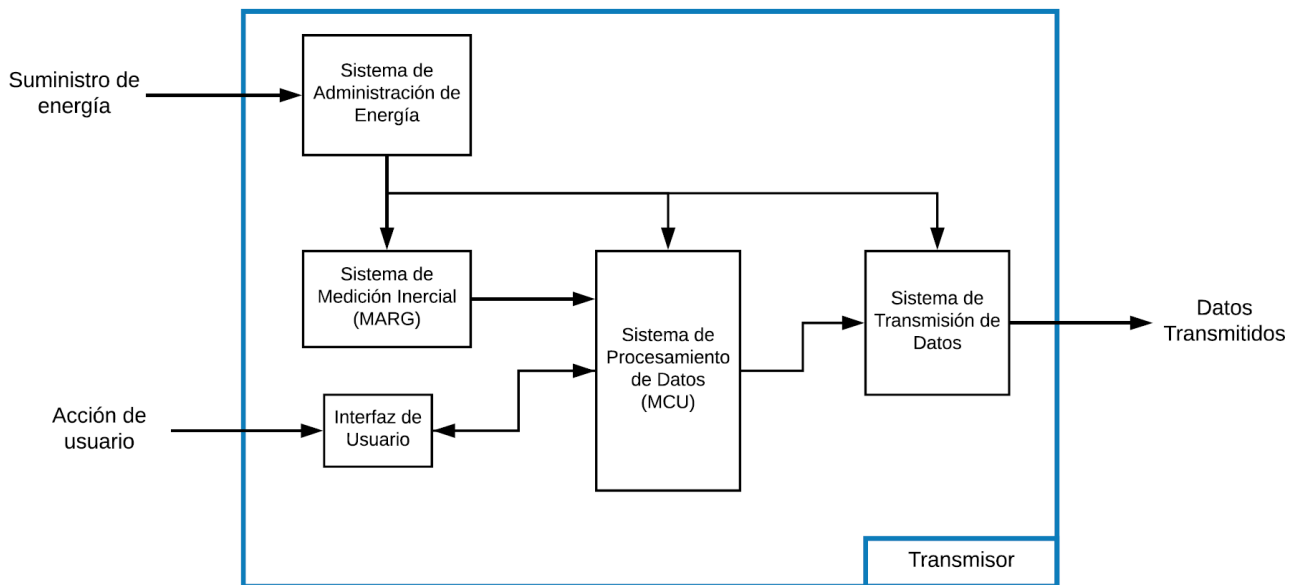 Suministro de
energía
Sistema de
Administración de
Energía
Sistema de
Medición Inercial
(MARG)
Sistema de
Procesamiento
de Datos
(MCU)
Sistema de
Transmisión de
Datos
Datos
Transmitidos
Acción de
usuario
Interfaz de
Usuario
Transmisor